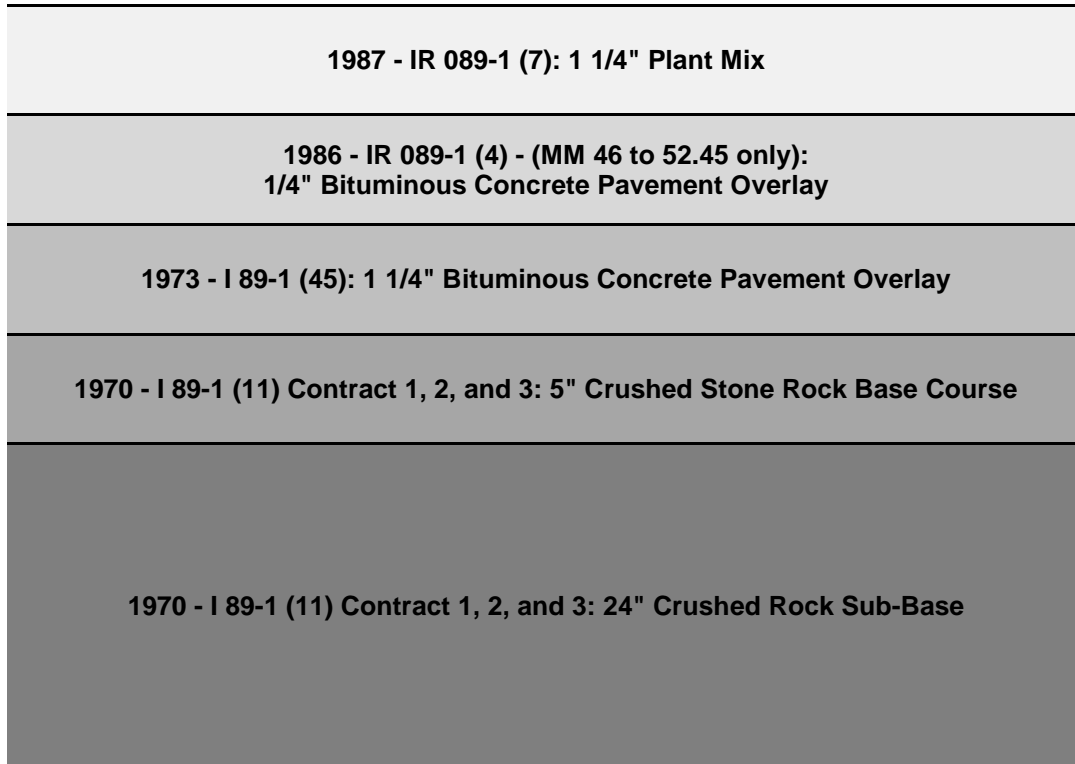 1987 - IR 089-1 (7): 1 1/4" Plant Mix
1986 - IR 089-1 (4) - (MM 46 to 52.45 only):
1/4" Bituminous Concrete Pavement Overlay
1973 - I 89-1 (45): 1 1/4" Bituminous Concrete Pavement Overlay
1970 - I 89-1 (11) Contract 1, 2, and 3: 5" Crushed Stone Rock Base Course
1970 - I 89-1 (11) Contract 1, 2, and 3: 24" Crushed Rock Sub-Base